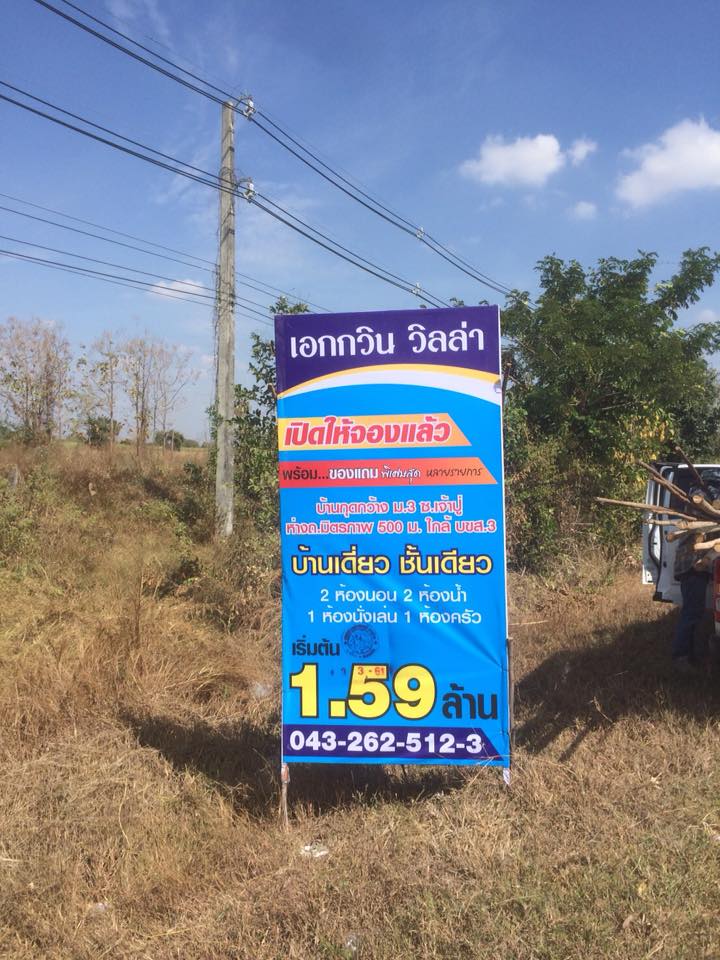 เอกกวิน วิลล่า
เปิดให้จองแล้ว
พร้อม...ของแถม พิเศษสุด หลายรายการ
บ้านกุดกว้าง ม.3 ซ.เจ้าปู่
ห่างถ.มิตรภาพ 500 ม. ใกล้ บขส.3
บ้านเดี่ยว ชั้นเดียว
2 ห้องนอน 2 ห้องน้ำ
1 ห้องนั่งเล่น 1 ห้องครัว
เริ่มต้น
3 - 61
1.59 ล้าน
043-262-512-3